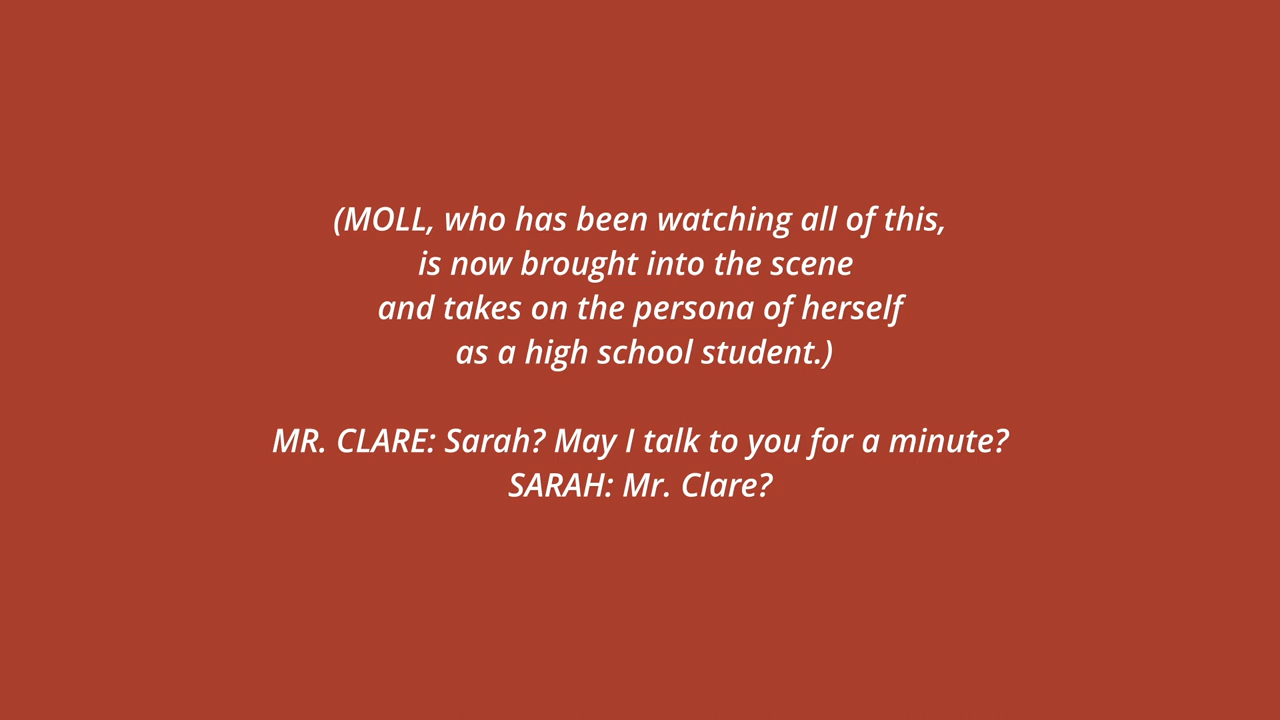 (MOLL, who has been watching all of this,
is now brought into the scene
and takes on the persona of herself
as a high school student.)
MR. CLARE: Sarah? May I talk to you for a minute?
SARAH: Mr. Clare?